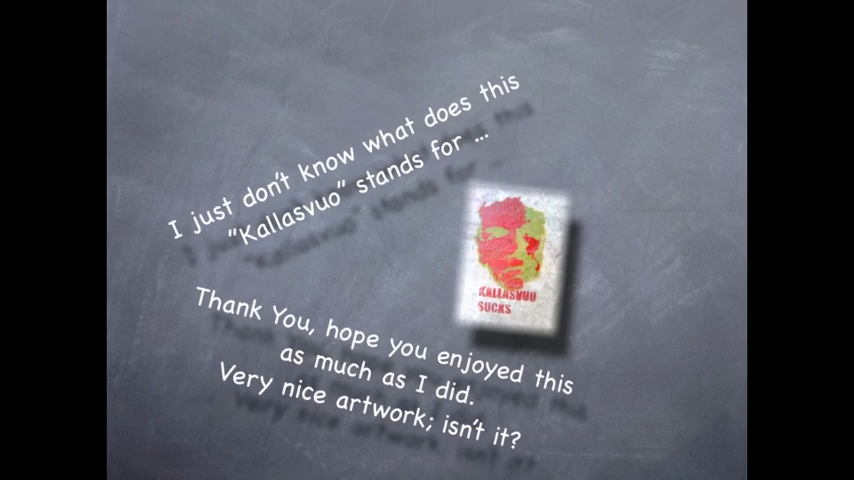 I just don't know what does this
"Kallasvuo" stands for ...
KALLASVUO
SUCKS
Thank You, hope you enjoyed this
as much as I did.
Very nice artwork; isn't it?